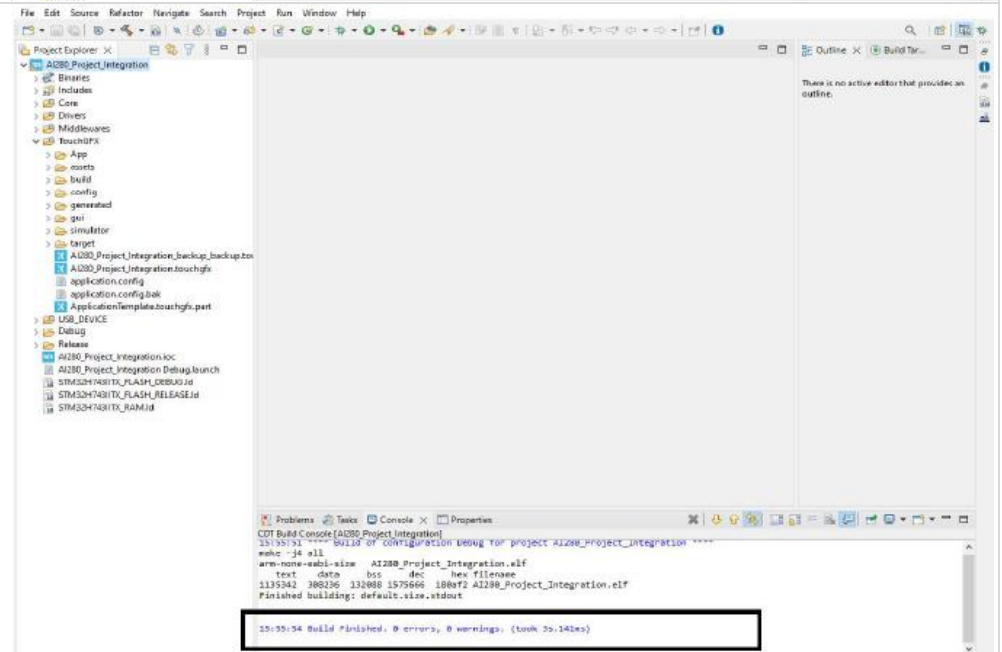 File Edit Source Refactor Navigate Search Project Run Window Help
Project Explorer
AI280_Project_Integration
Binaries
Includes
Core
Drivers
Middlewares
TouchGFX
App
assets
build
config
generated
gui
simulator
target
AI280_Project_Integration_backup_backup.tou
AI280_Project_Integration.touchgfx
application.config
application.config.bak
ApplicationTemplate.touchgfx.part
USB_DEVICE
Debug
Release
AI280_Project_Integration.ioc
AI280_Project_Integration Debug.launch
STM32H743IITX_FLASH_DEBUG.ld
STM32H743IITX_FLASH_RELEASE.ld
STM32H743IITX_RAM.ld
Outline Build Tar...
There is no active editor that provides an
outline.
Problems Tasks Console Properties
CDT Build Console [AI280_Project_Integration]
15:55:51 **** Build of configuration Debug for project AI280_Project_Integration ****
make -j4 all
arm-none-eabi-size AI280_Project_Integration.elf
text data bss dec hex filename
1135342 308236 132088 1575666 180af2 AI280_Project_Integration.elf
Finished building: default.size.stdout
15:55:54 Build Finished. 0 errors, 0 warnings. (took 3s.141ms)